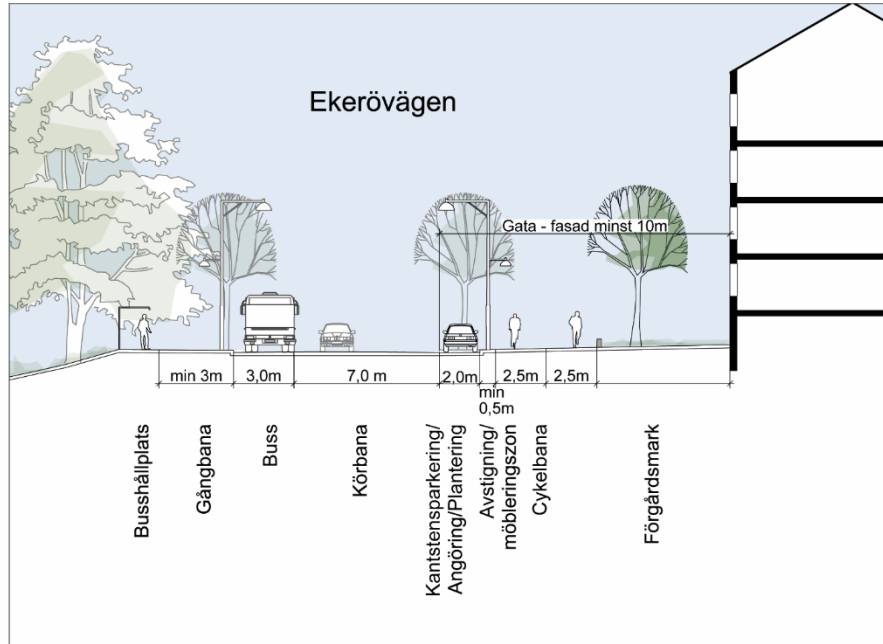 Ekerövägen
Gata - fasad minst 10m
min 3m
3,0m
7,0 m
2,0m
min
0,5m
2,5m
2,5m
Busshållplats
Gångbana
Buss
Körbana
Kantstensparkering/
Angöring/Plantering
Avstigning/
möbleringszon
Cykelbana
Förgårdsmark